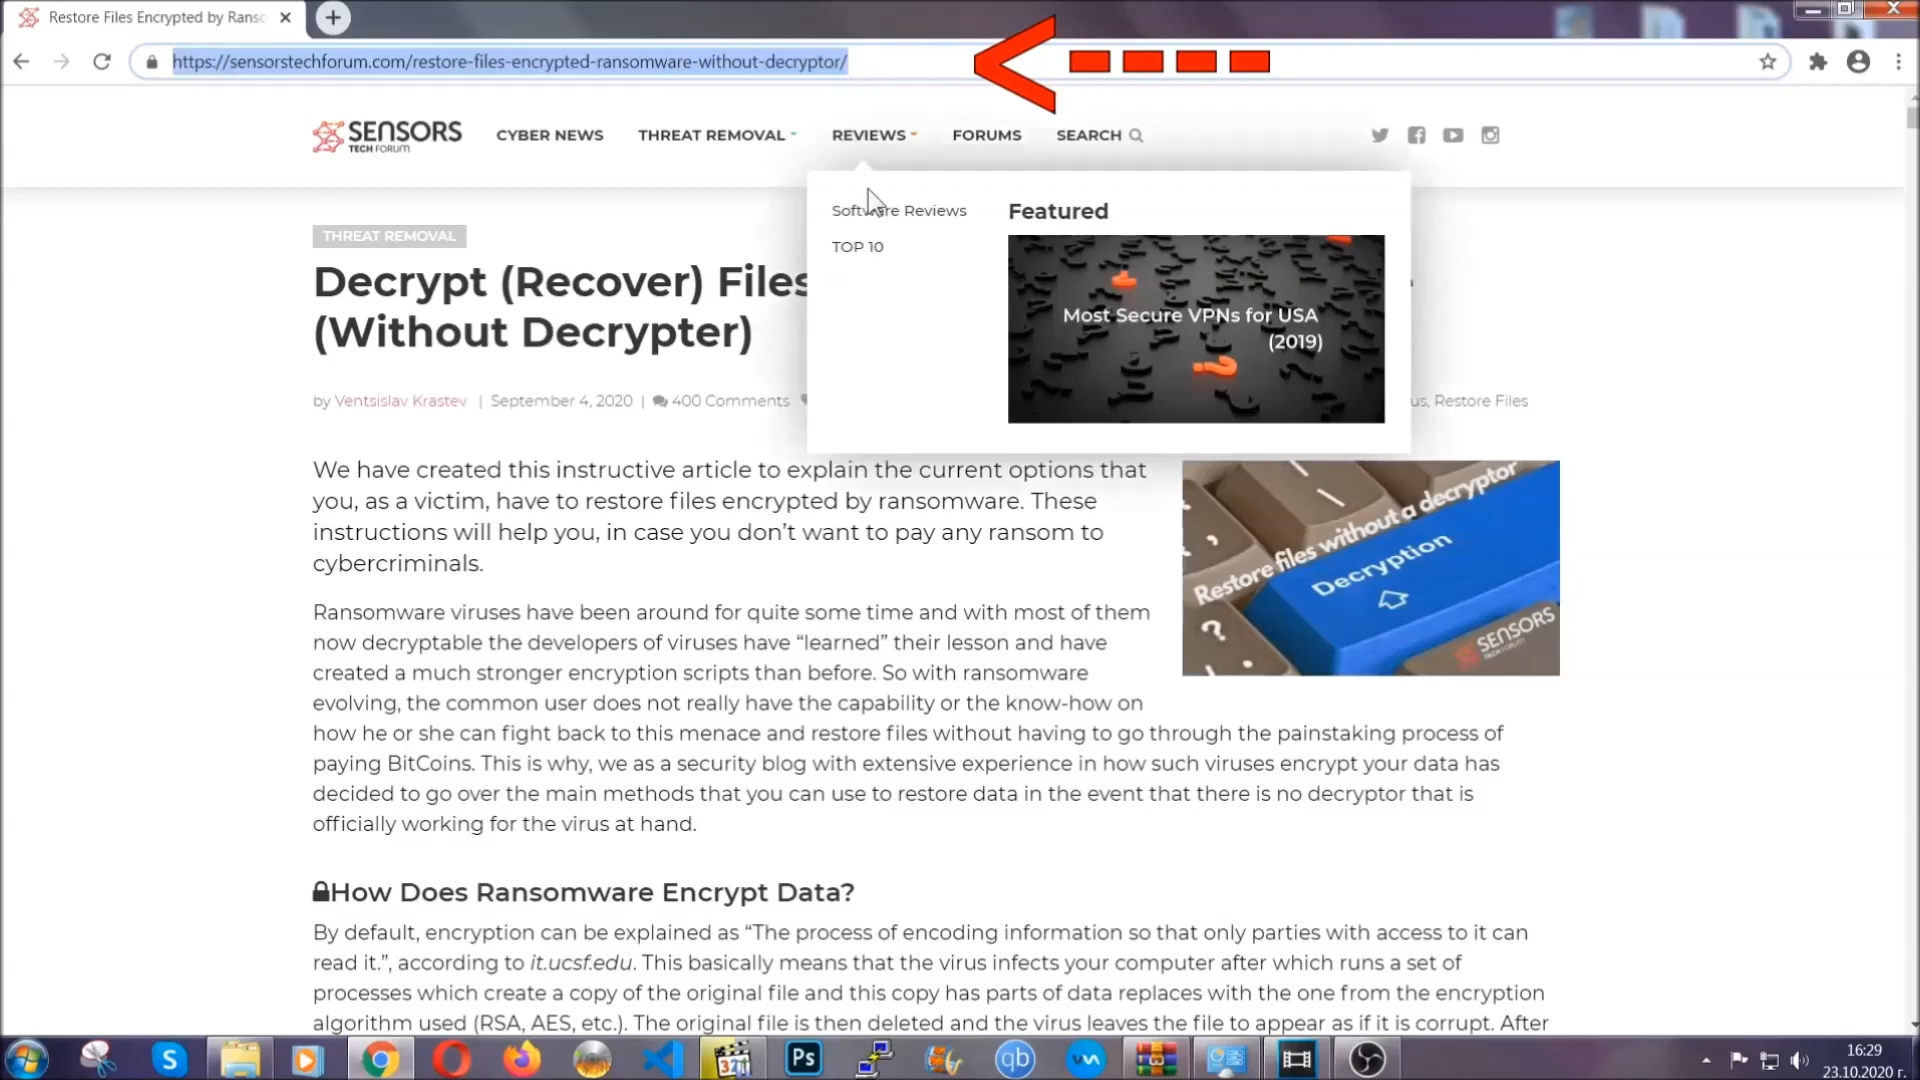 Restore Files Encrypted by Ranso
https://sensorstechforum.com/restore-files-encrypted-ransomware-without-decryptor/
SENSORS
TECH FORUM
CYBER NEWS
THREAT REMOVAL
REVIEWS
FORUMS
SEARCH
Software Reviews
TOP 10
Featured
Most Secure VPNs for USA
(2019)
THREAT REMOVAL
Decrypt (Recover) Files
(Without Decrypter)
by Ventsislav Krastev | September 4, 2020 | 400 Comments
us, Restore Files
We have created this instructive article to explain the current options that
you, as a victim, have to restore files encrypted by ransomware. These
instructions will help you, in case you don’t want to pay any ransom to
cybercriminals.
Restore files without a decryptor
Decryption
SENSORS
TECH FORUM
Ransomware viruses have been around for quite some time and with most of them
now decryptable the developers of viruses have “learned” their lesson and have
created a much stronger encryption scripts than before. So with ransomware
evolving, the common user does not really have the capability or the know-how on
how he or she can fight back to this menace and restore files without having to go through the painstaking process of
paying BitCoins. This is why, we as a security blog with extensive experience in how such viruses encrypt your data has
decided to go over the main methods that you can use to restore data in the event that there is no decryptor that is
officially working for the virus at hand.
How Does Ransomware Encrypt Data?
By default, encryption can be explained as “The process of encoding information so that only parties with access to it can
read it.”, according to it.ucsf.edu. This basically means that the virus infects your computer after which runs a set of
processes which create a copy of the original file and this copy has parts of data replaces with the one from the encryption
algorithm used (RSA, AES, etc.). The original file is then deleted and the virus leaves the file to appear as if it is corrupt. After
S
321
Ps
qb
16:29
23.10.2020 г.